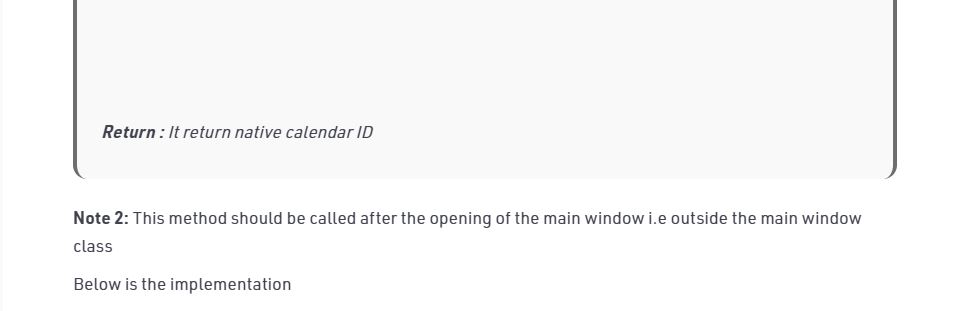 Return : It return native calendar ID
Note 2: This method should be called after the opening of the main window i.e outside the main window
class
Below is the implementation